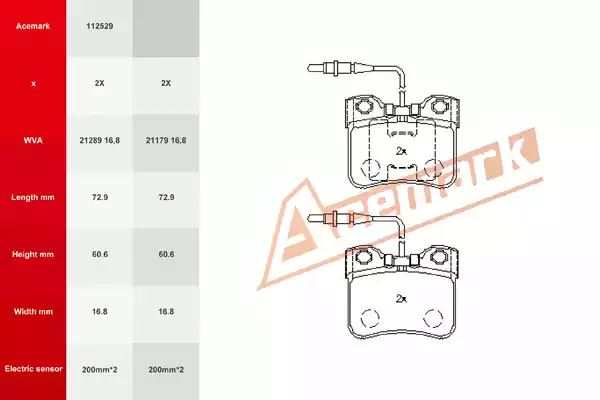 Acemark 112529
x 2X 2X
WVA 21289 16,8 21179 16,8
Length mm 72.9 72.9
Height mm 60.6 60.6
Width mm 16.8 16.8
Electric sensor 200mm*2 200mm*2
2x
Acemark
2x